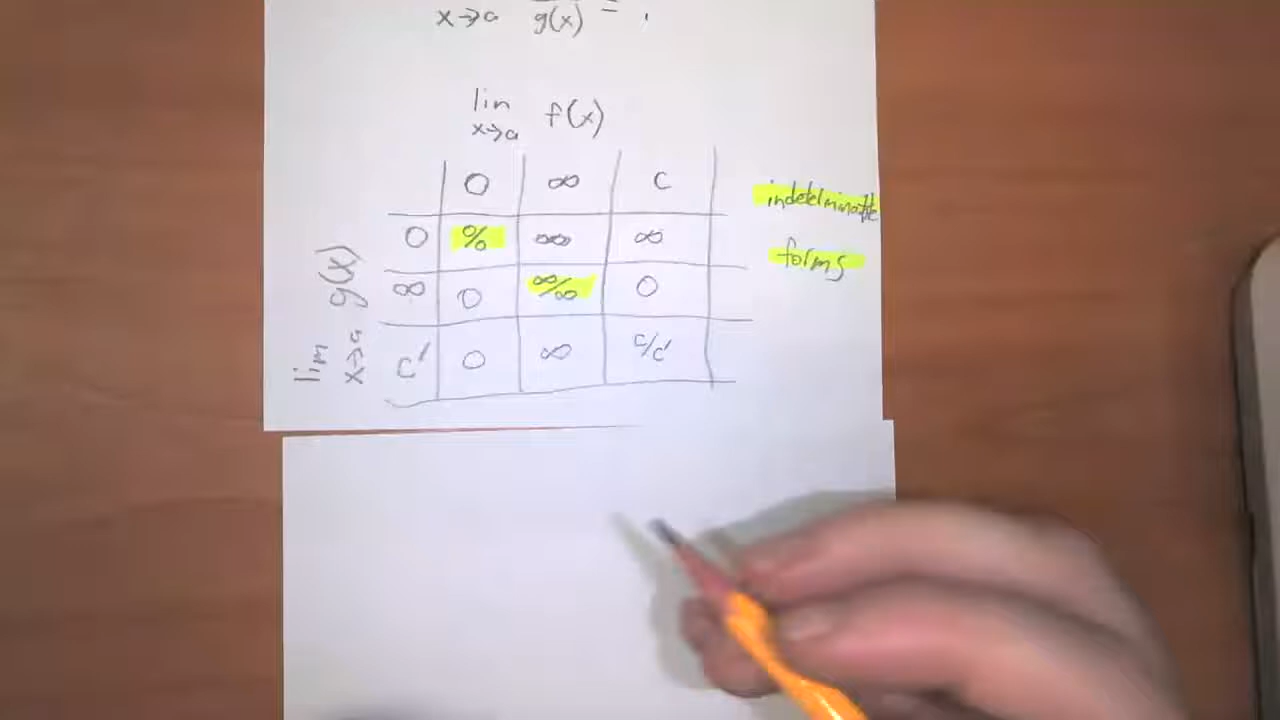 x→a g(x) =
lim x→a f(x)
0 ∞ c
0 0/0 ∞ ∞
∞ 0 ∞/∞ 0
c' 0 ∞ c/c'
lim x→a g(x)
indeterminate
forms